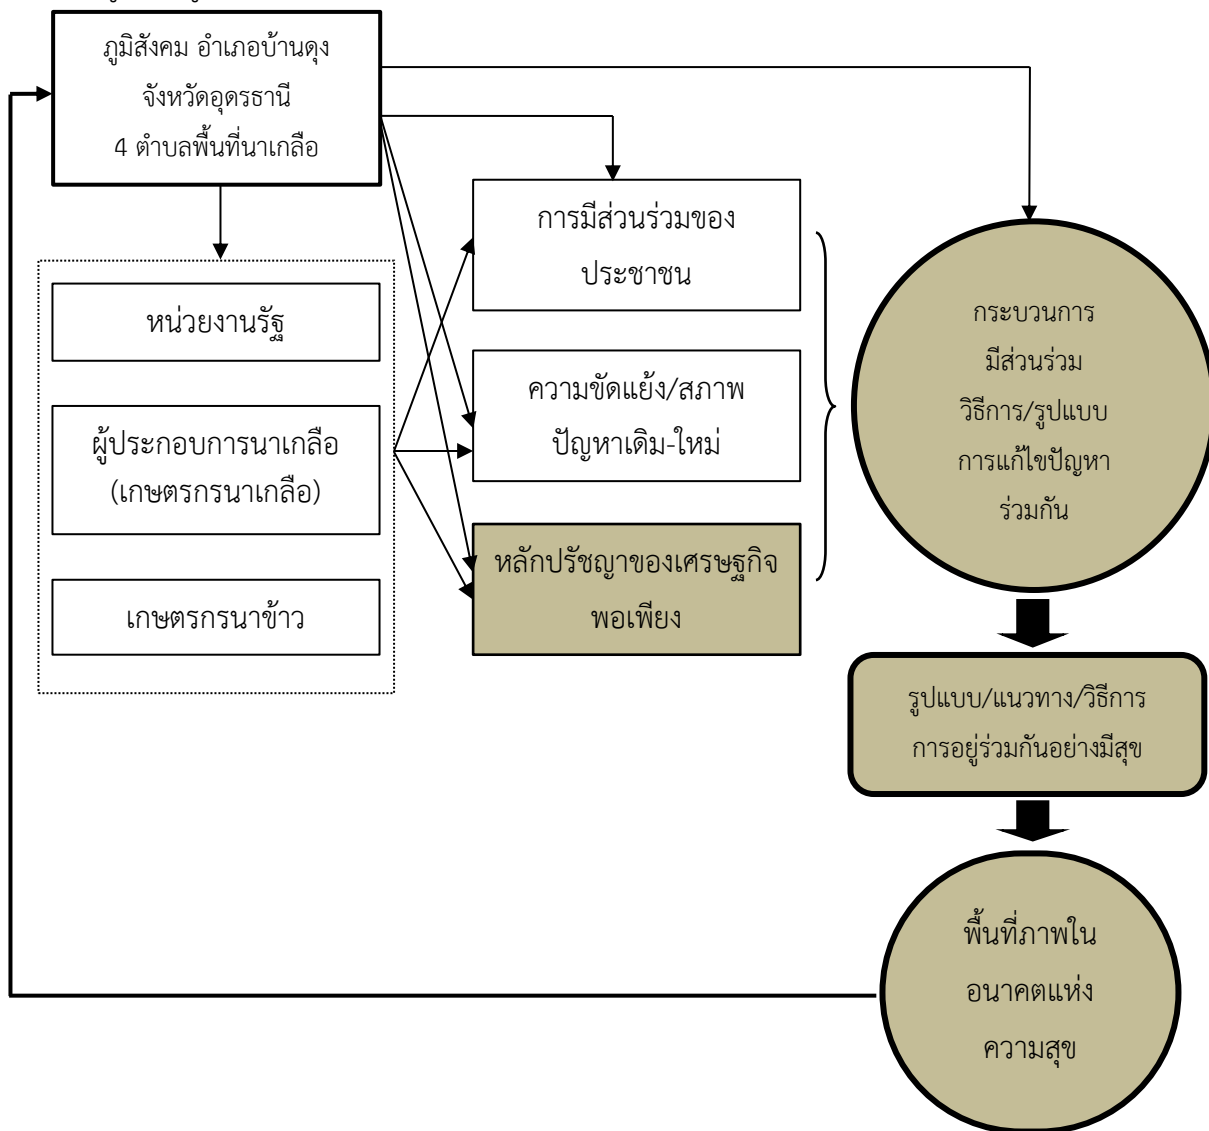 ภูมิสังคม อำเภอบ้านดุง
จังหวัดอุดรธานี
4 ตำบลพื้นที่นาเกลือ
การมีส่วนร่วมของ
ประชาชน
หน่วยงานรัฐ
ผู้ประกอบการนาเกลือ
(เกษตรกรนาเกลือ)
เกษตรกรนาข้าว
ความขัดแย้ง/สภาพ
ปัญหาเดิม-ใหม่
หลักปรัชญาของเศรษฐกิจ
พอเพียง
กระบวนการ
มีส่วนร่วม
วิธีการ/รูปแบบ
การแก้ไขปัญหา
ร่วมกัน
รูปแบบ/แนวทาง/วิธีการ
การอยู่ร่วมกันอย่างมีสุข
พื้นที่ภาพใน
อนาคตแห่ง
ความสุข